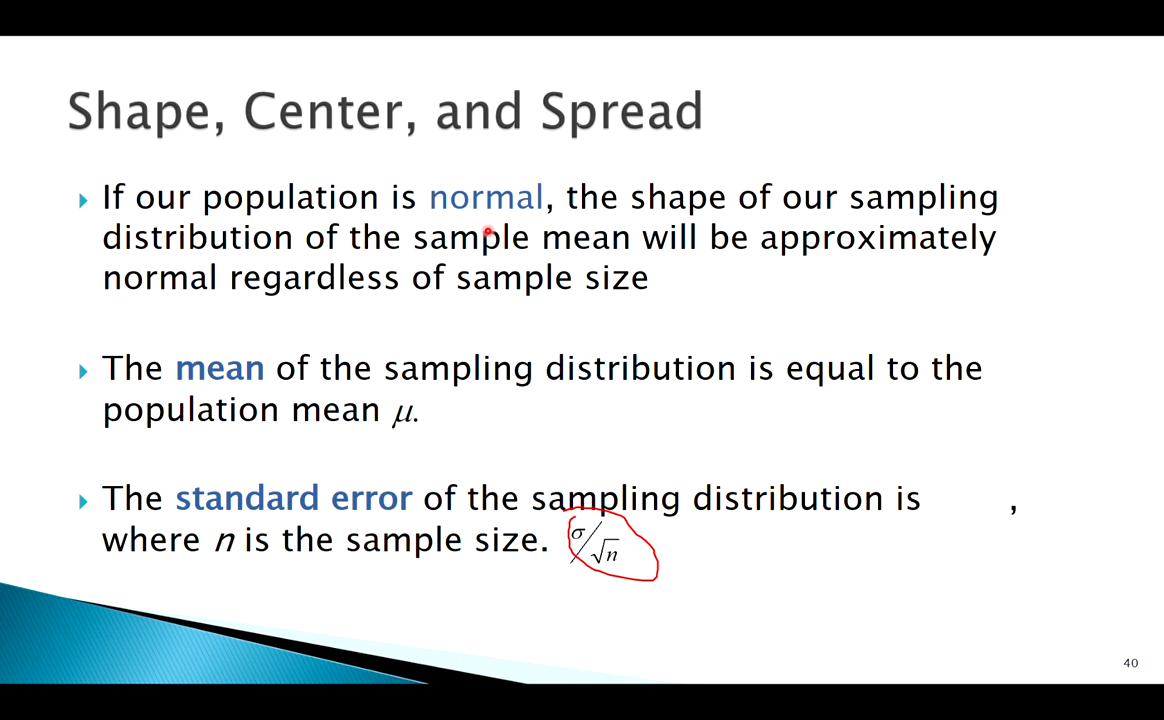 Shape, Center, and Spread
If our population is normal, the shape of our sampling
distribution of the sample mean will be approximately
normal regardless of sample size
The mean of the sampling distribution is equal to the
population mean μ.
The standard error of the sampling distribution is ,
where n is the sample size. σ/√n
40